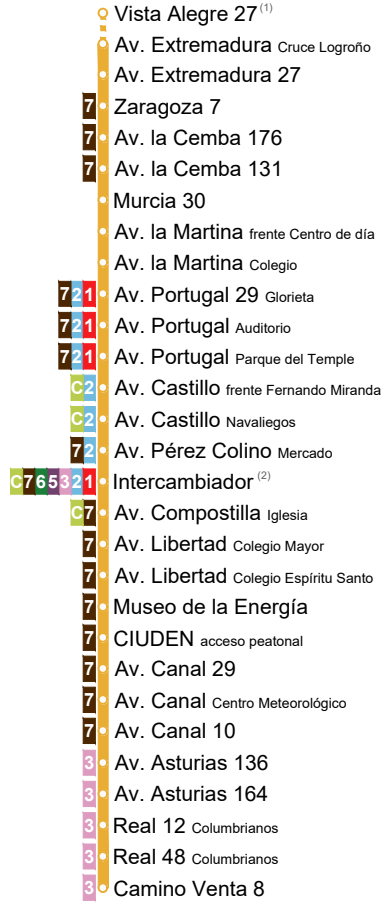 Vista Alegre 27 (1)
Av. Extremadura Cruce Logroño
Av. Extremadura 27
7 Zaragoza 7
7 Av. la Cemba 176
7 Av. la Cemba 131
Murcia 30
Av. la Martina frente Centro de día
Av. la Martina Colegio
7 2 1 Av. Portugal 29 Glorieta
7 2 1 Av. Portugal Auditorio
7 2 1 Av. Portugal Parque del Temple
C 2 Av. Castillo frente Fernando Miranda
C 2 Av. Castillo Navaliegos
7 2 Av. Pérez Colino Mercado
C 7 6 5 3 2 1 Intercambiador (2)
C 7 Av. Compostilla Iglesia
7 Av. Libertad Colegio Mayor
7 Av. Libertad Colegio Espíritu Santo
7 Museo de la Energía
7 CIUDEN acceso peatonal
7 Av. Canal 29
7 Av. Canal Centro Meteorológico
7 Av. Canal 10
3 Av. Asturias 136
3 Av. Asturias 164
3 Real 12 Columbrianos
3 Real 48 Columbrianos
3 Camino Venta 8